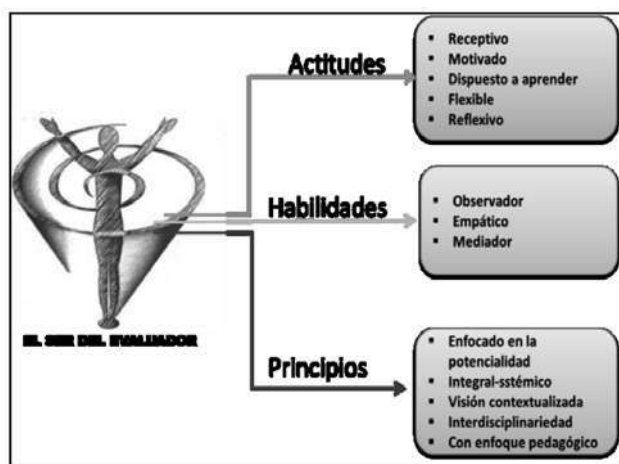 Actitudes
Receptivo
Motivado
Dispuesto a aprender
Flexible
Reflexivo
Habilidades
Observador
Empático
Mediador
EL SER DEL EVALUADOR
Principios
Enfocado en la
potencialidad
Integral-sstémico
Visión contextualizada
Interdisciplinariedad
Con enfoque pedagógico